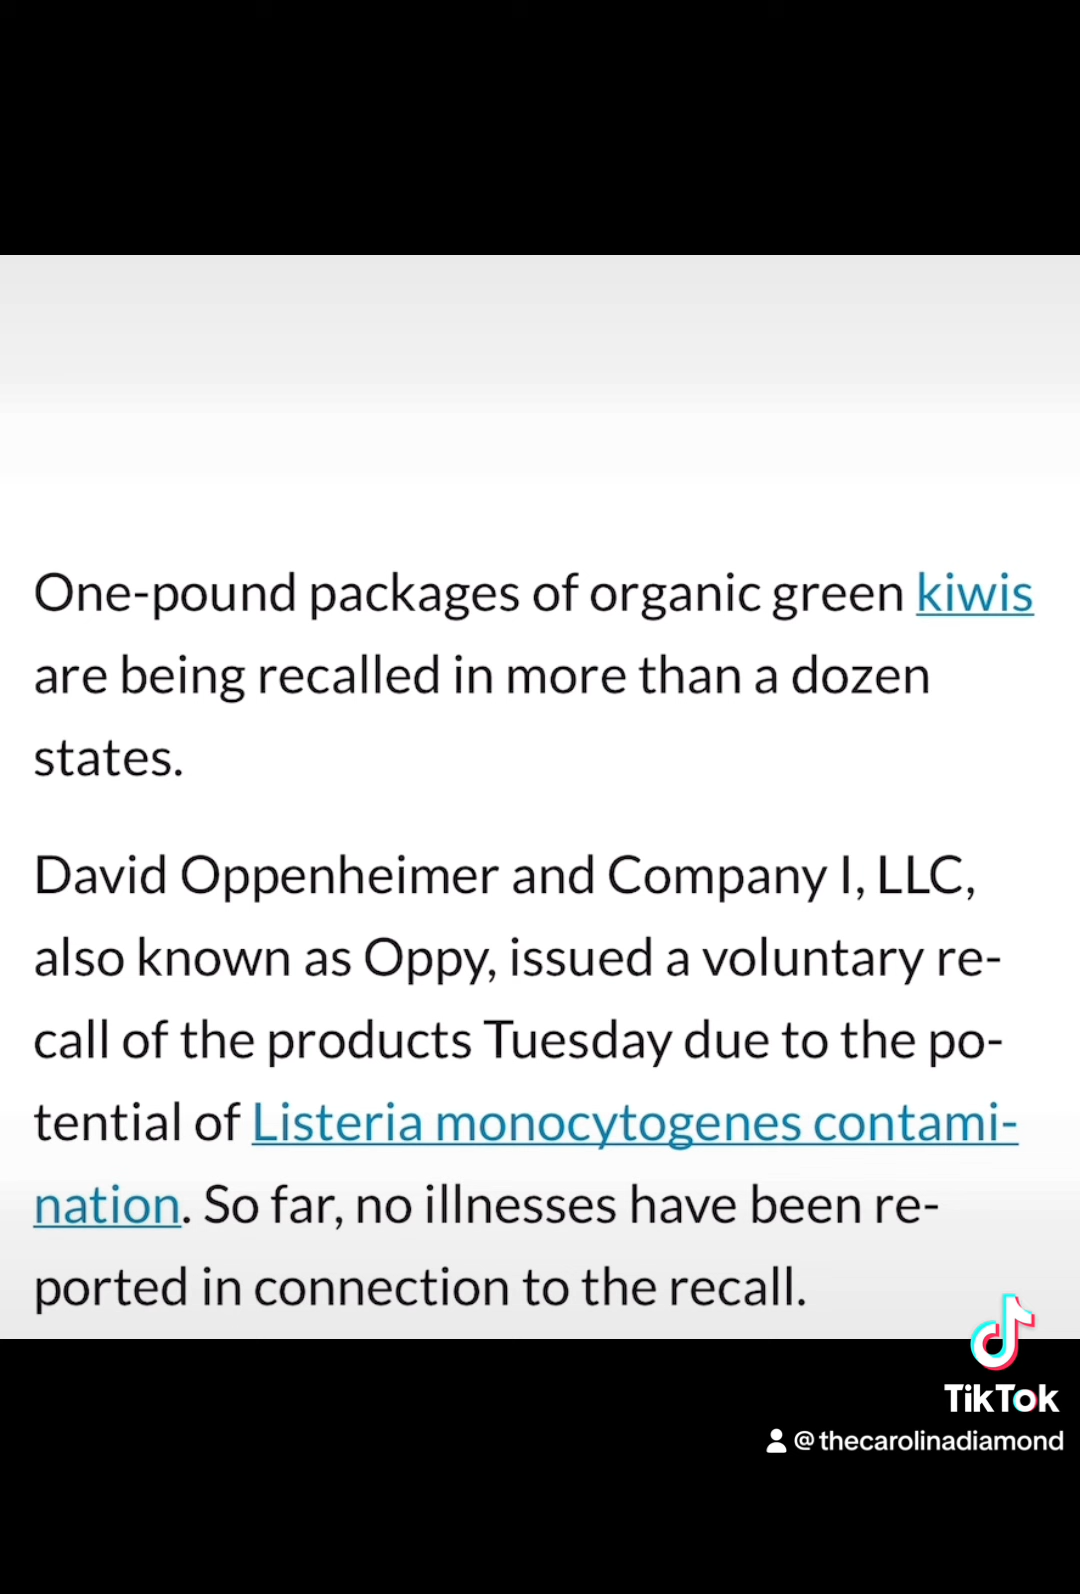 One-pound packages of organic green kiwis
are being recalled in more than a dozen
states.
David Oppenheimer and Company I, LLC,
also known as Oppy, issued a voluntary re-
call of the products Tuesday due to the po-
tential of Listeria monocytogenes contami-
nation. So far, no illnesses have been re-
ported in connection to the recall.
TikTok
@thecarolinadiamond